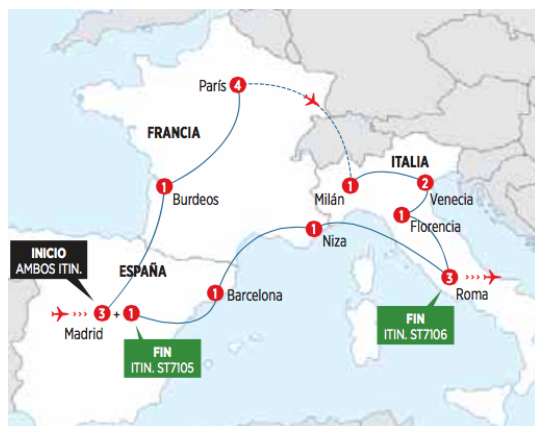 París
4
FRANCIA
ITALIA
1
Burdeos
Milán
1
2
Venecia
1
Florencia
INICIO
AMBOS ITIN.
ESPAÑA
1
Niza
1
Barcelona
3
Roma
Madrid
3 + 1
FIN
ITIN. ST7105
FIN
ITIN. ST7106